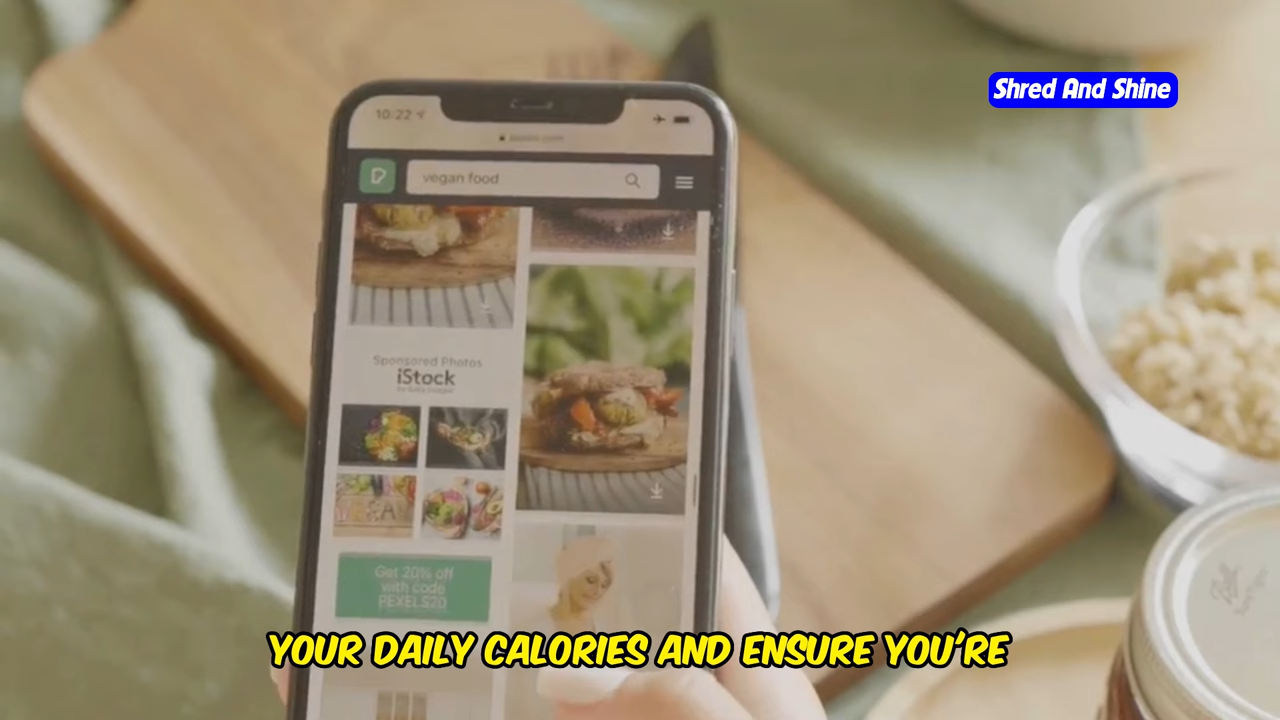 Shred And Shine
10:22
vegan food
Sponsored Photos
iStock
Get 20% off
with code
PEXELS20
VEGAN
YOUR DAILY CALORIES AND ENSURE YOU'RE